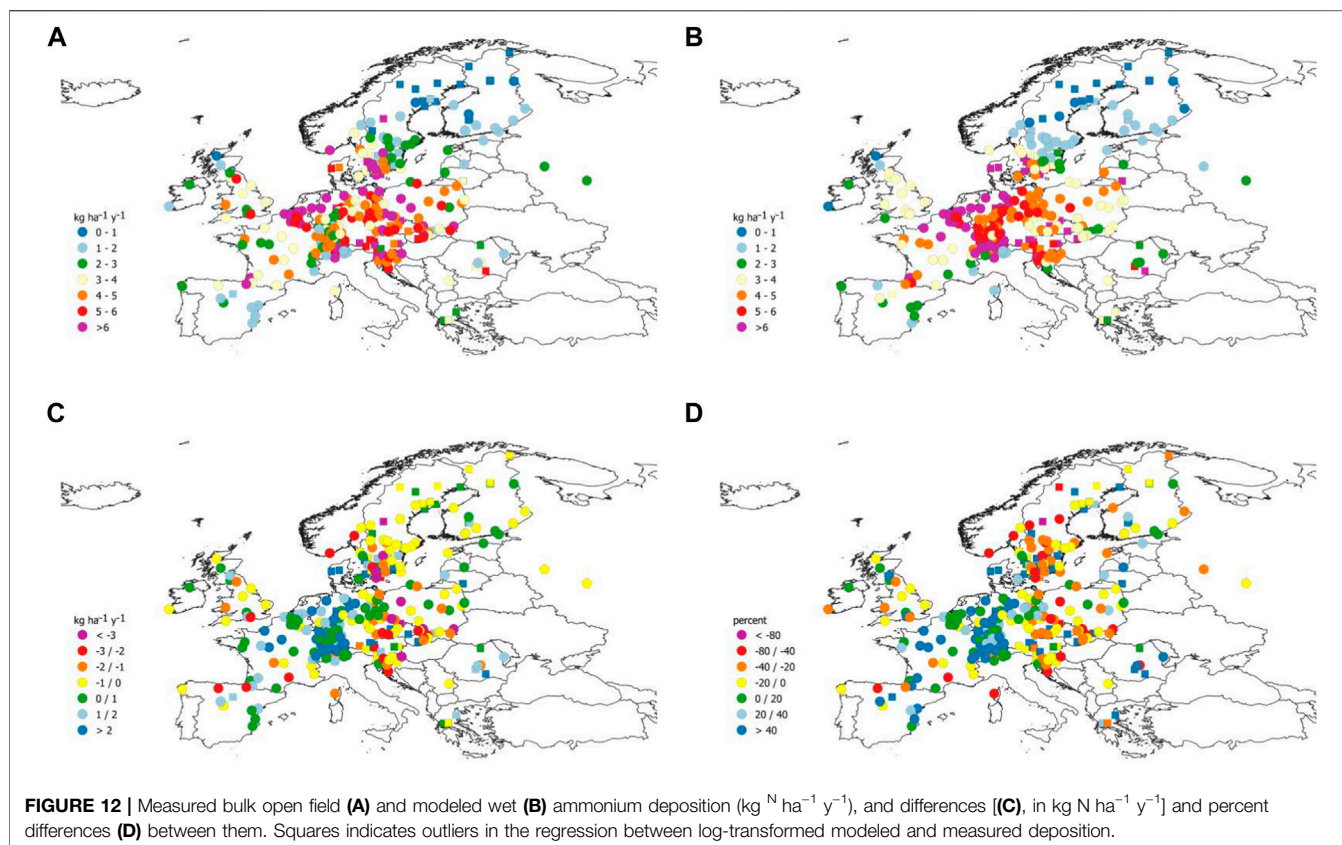 A
B
kg ha⁻¹ y⁻¹
0 - 1
1 - 2
2 - 3
3 - 4
4 - 5
5 - 6
>6
kg ha⁻¹ y⁻¹
0 - 1
1 - 2
2 - 3
3 - 4
4 - 5
5 - 6
>6
C
D
kg ha⁻¹ y⁻¹
< -3
-3 / -2
-2 / -1
-1 / 0
0 / 1
1 / 2
> 2
percent
< -80
-80 / -40
-40 / -20
-20 / 0
0 / 20
20 / 40
> 40
FIGURE 12 | Measured bulk open field (A) and modeled wet (B) ammonium deposition (kg ᴺ ha⁻¹ y⁻¹), and differences [(C), in kg N ha⁻¹ y⁻¹] and percent
differences (D) between them. Squares indicates outliers in the regression between log-transformed modeled and measured deposition.